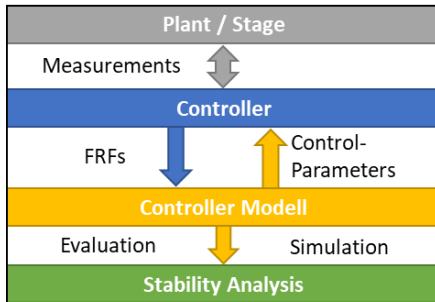 Plant / Stage
Measurements
Controller
FRFs
Control-
Parameters
Controller Modell
Evaluation
Simulation
Stability Analysis